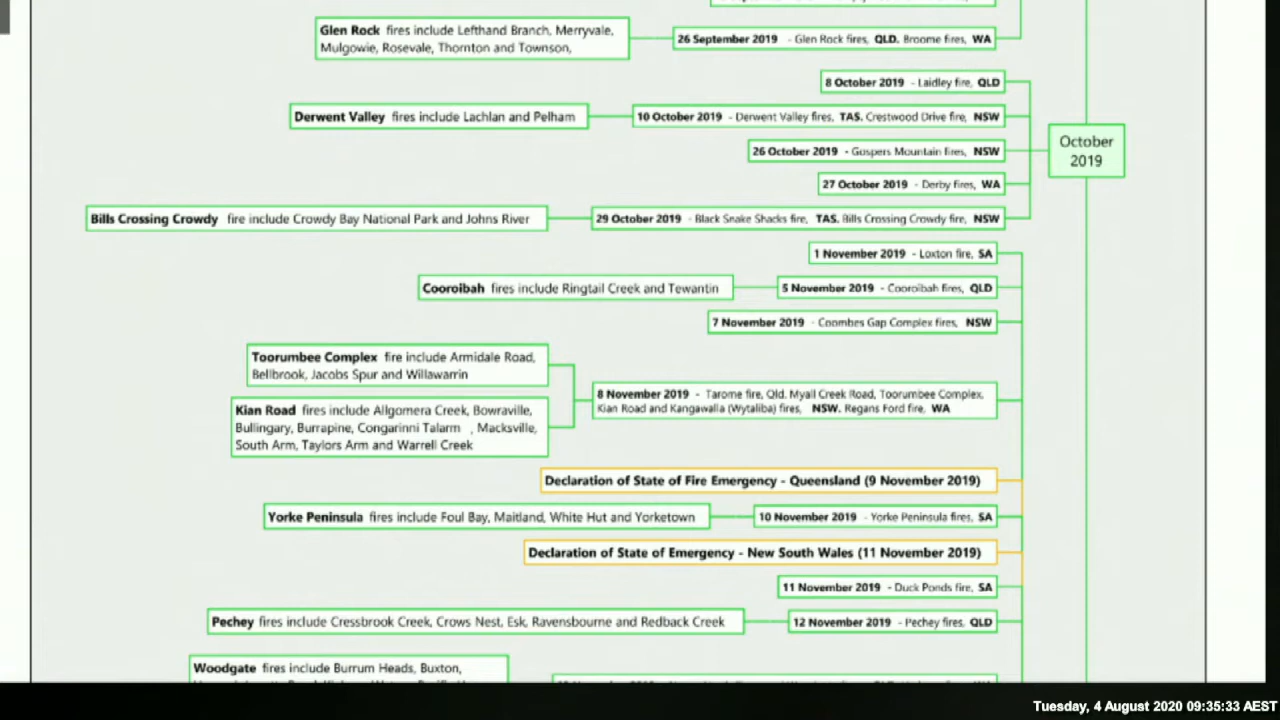 Glen Rock fires include Lefthand Branch, Merryvale,
Mulgowie, Rosevale, Thornton and Townson,
26 September 2019 - Glen Rock fires, QLD. Broome fires, WA
8 October 2019 - Laidley fire, QLD
Derwent Valley fires include Lachlan and Pelham
10 October 2019 - Derwent Valley fires, TAS. Crestwood Drive fire, NSW
26 October 2019 - Gospers Mountain fires, NSW
October
2019
27 October 2019 - Derby fires, WA
Bills Crossing Crowdy fire include Crowdy Bay National Park and Johns River
29 October 2019 - Black Snake Shacks fire, TAS. Bills Crossing Crowdy fire, NSW
1 November 2019 - Loxton fire, SA
Cooroibah fires include Ringtail Creek and Tewantin
5 November 2019 - Cooroibah fires, QLD
7 November 2019 - Coombes Gap Complex fires, NSW
Toorumbee Complex fire include Armidale Road,
Bellbrook, Jacobs Spur and Willawarrin
Kian Road fires include Allgomera Creek, Bowraville,
Bullingary, Burrapine, Congarinni Talarm , Macksville,
South Arm, Taylors Arm and Warrell Creek
8 November 2019 - Tarome fire, Qld. Myall Creek Road, Toorumbee Complex,
Kian Road and Kangawalla (Wytaliba) fires, NSW. Regans Ford fire, WA
Declaration of State of Fire Emergency - Queensland (9 November 2019)
Yorke Peninsula fires include Foul Bay, Maitland, White Hut and Yorketown
10 November 2019 - Yorke Peninsula fires, SA
Declaration of State of Emergency - New South Wales (11 November 2019)
11 November 2019 - Duck Ponds fire, SA
Pechey fires include Cressbrook Creek, Crows Nest, Esk, Ravensbourne and Redback Creek
12 November 2019 - Pechey fires, QLD
Woodgate fires include Burrum Heads, Buxton,
Tuesday, 4 August 2020 09:35:33 AEST